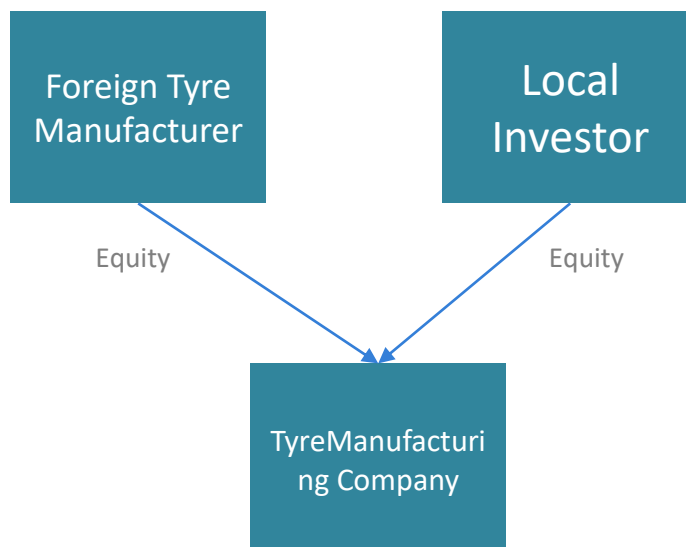 Foreign Tyre
Manufacturer
Local
Investor
Equity
Equity
TyreManufacturi
ng Company